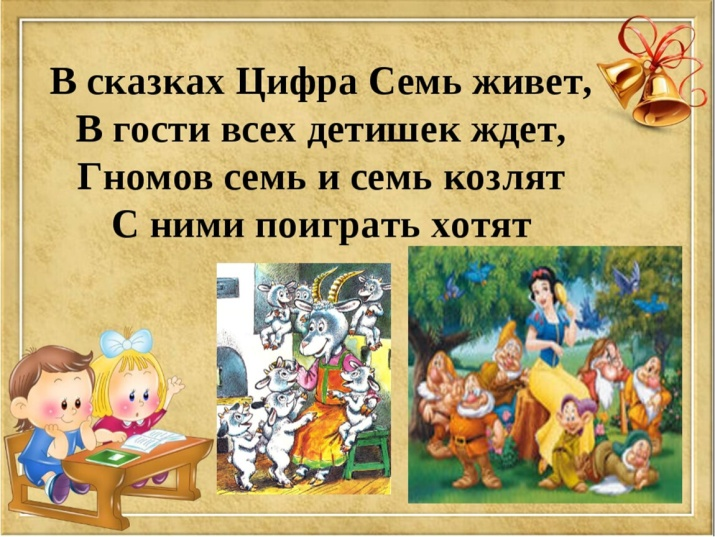 В сказках Цифра Семь живет,
В гости всех детишек ждет,
Гномов семь и семь козлят
С ними поиграть хотят